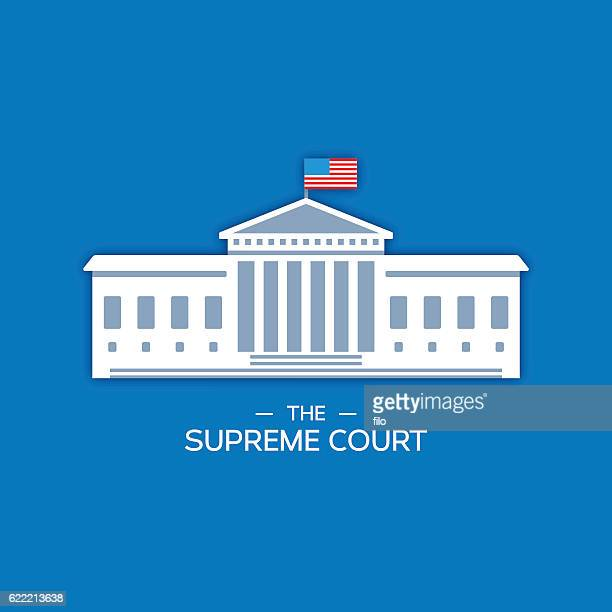 — THE —
SUPREME COURT
gettyimages®
filo
622213638